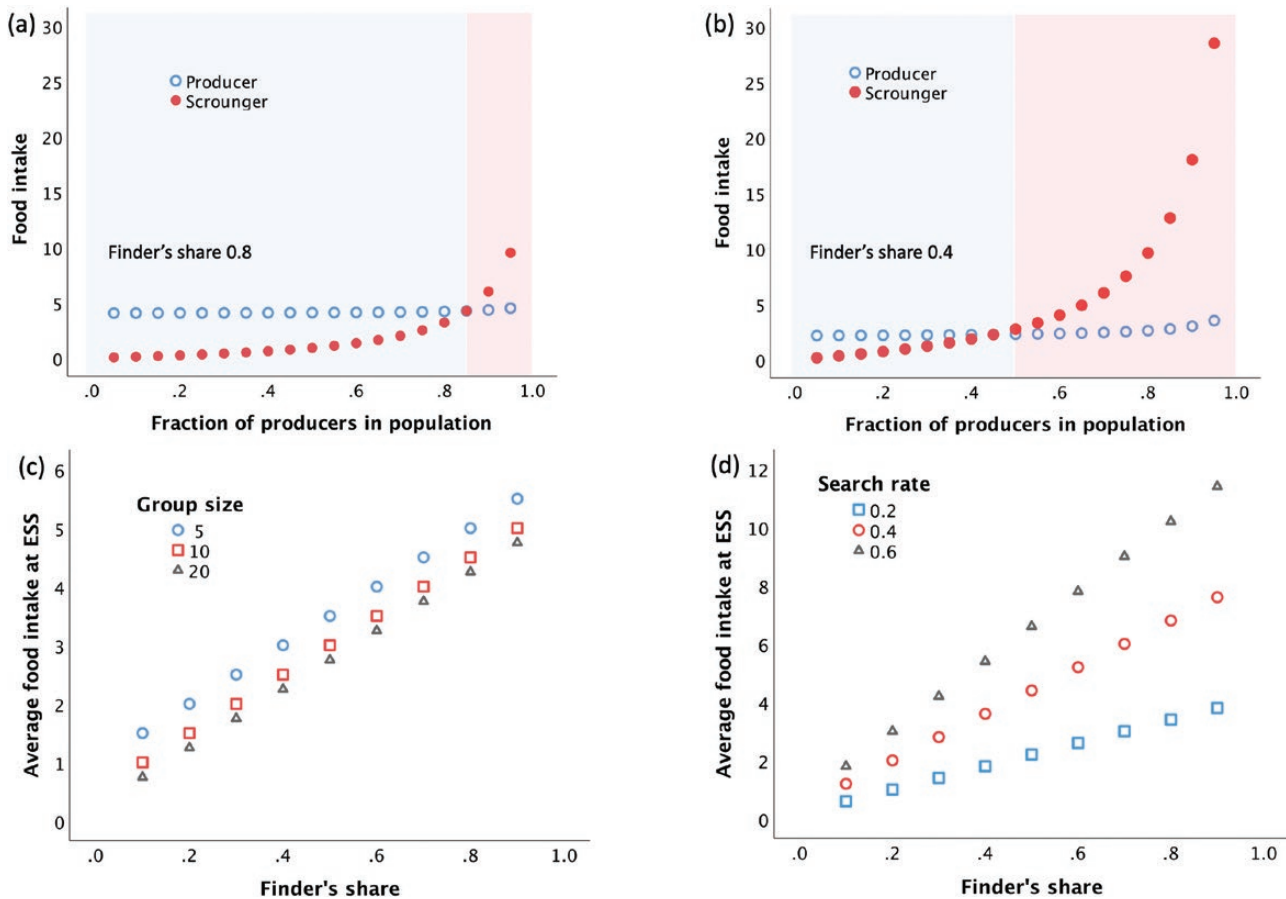 (a)
30
25
20
15
10
5
0
Food intake
Producer
Scrounger
Finder's share 0.8
.0 .2 .4 .6 .8 1.0
Fraction of producers in population
(b)
30
25
20
15
10
5
0
Food intake
Producer
Scrounger
Finder's share 0.4
.0 .2 .4 .6 .8 1.0
Fraction of producers in population
(c)
6
5
4
3
2
1
0
Average food intake at ESS
Group size
5
10
20
.0 .2 .4 .6 .8 1.0
Finder's share
(d)
12
10
8
6
4
2
0
Average food intake at ESS
Search rate
0.2
0.4
0.6
.0 .2 .4 .6 .8 1.0
Finder's share